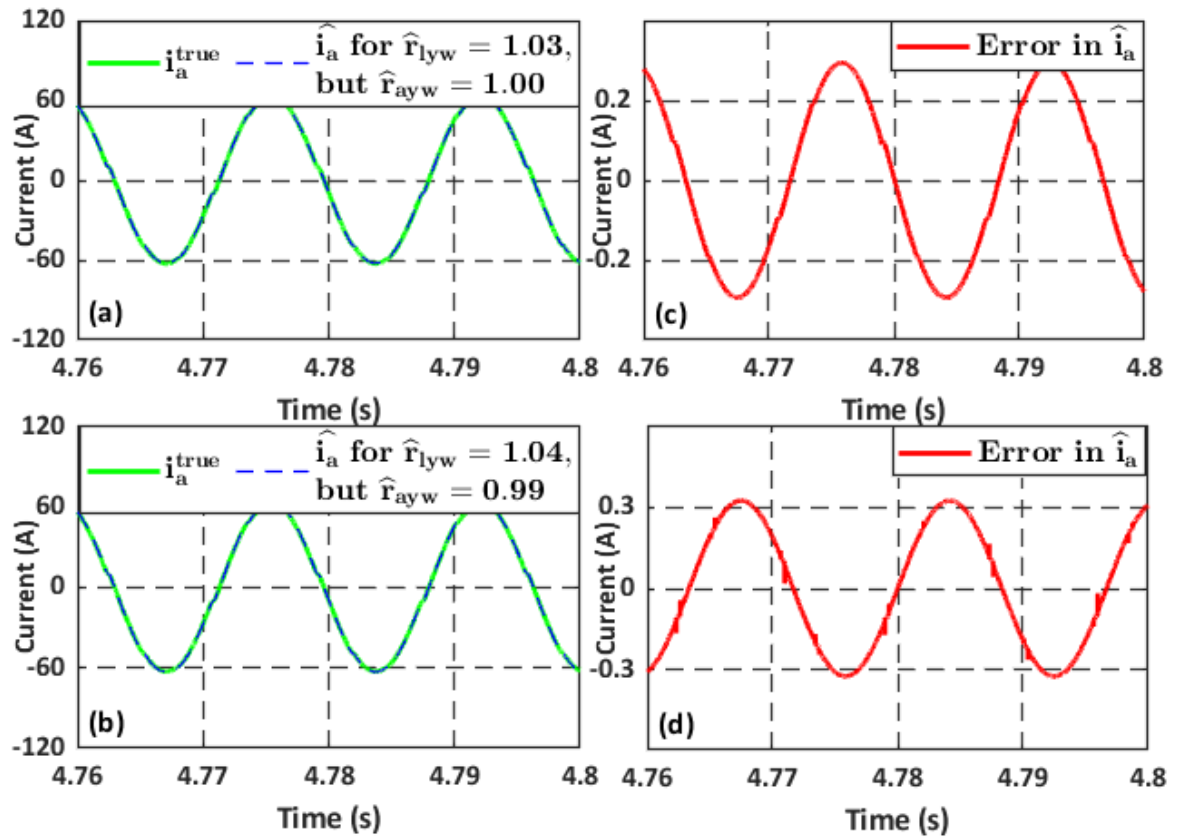 120
60
0
-60
-120
Current (A)
i_a^true
î_a for r̂_lyw = 1.03,
but r̂_ayw = 1.00
(a)
4.76 4.77 4.78 4.79 4.8
Time (s)
0.2
0
-0.2
Current (A)
Error in î_a
(c)
4.76 4.77 4.78 4.79 4.8
Time (s)
120
60
0
-60
-120
Current (A)
i_a^true
î_a for r̂_lyw = 1.04,
but r̂_ayw = 0.99
(b)
4.76 4.77 4.78 4.79 4.8
Time (s)
0.3
0
-0.3
Current (A)
Error in î_a
(d)
4.76 4.77 4.78 4.79 4.8
Time (s)